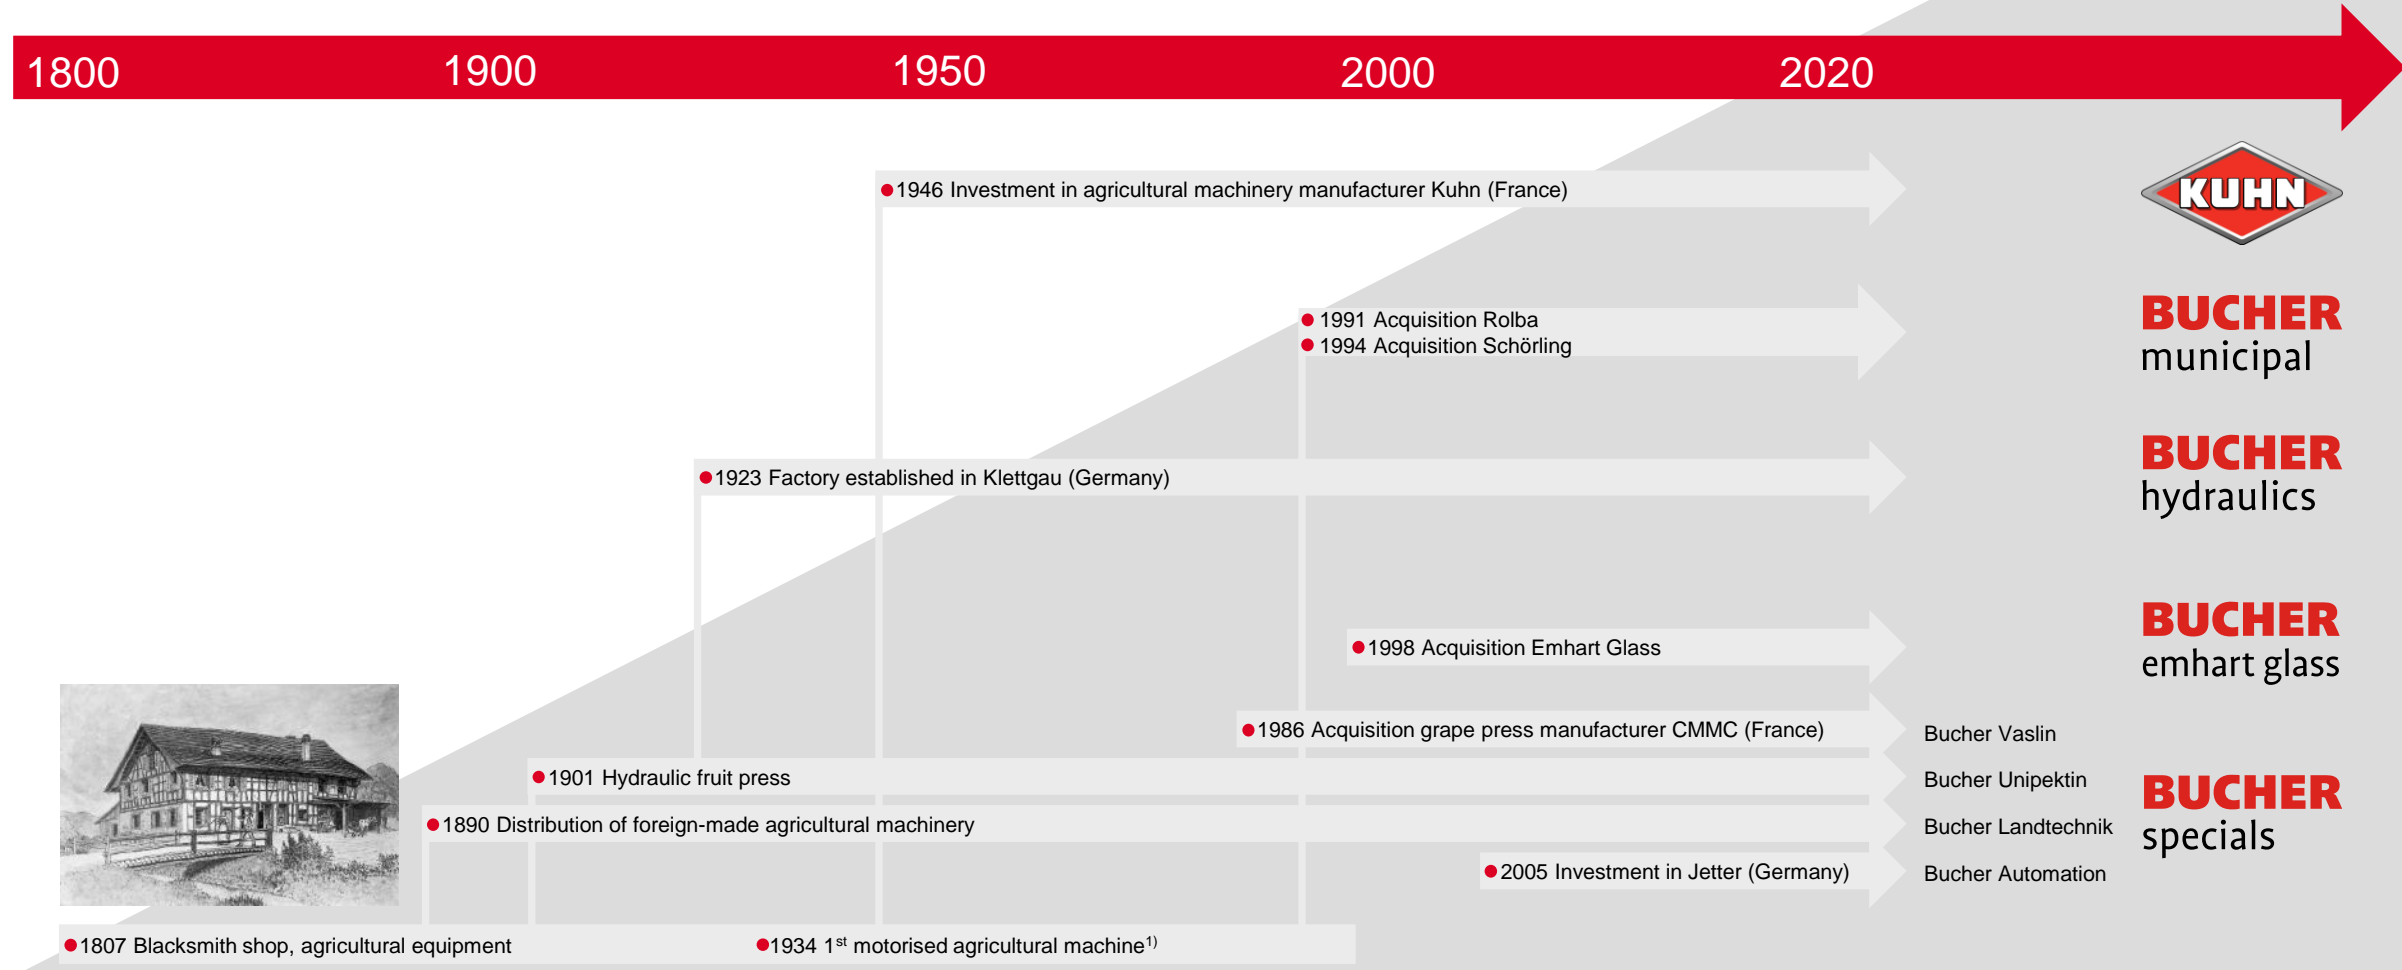 1800
1900
1950
2000
2020
1946 Investment in agricultural machinery manufacturer Kuhn (France)
KUHN
1991 Acquisition Rolba
1994 Acquisition Schörling
BUCHER
municipal
1923 Factory established in Klettgau (Germany)
BUCHER
hydraulics
1998 Acquisition Emhart Glass
BUCHER
emhart glass
1986 Acquisition grape press manufacturer CMMC (France)
Bucher Vaslin
1901 Hydraulic fruit press
Bucher Unipektin
1890 Distribution of foreign-made agricultural machinery
Bucher Landtechnik
2005 Investment in Jetter (Germany)
Bucher Automation
BUCHER
specials
1807 Blacksmith shop, agricultural equipment
1934 1st motorised agricultural machine1)